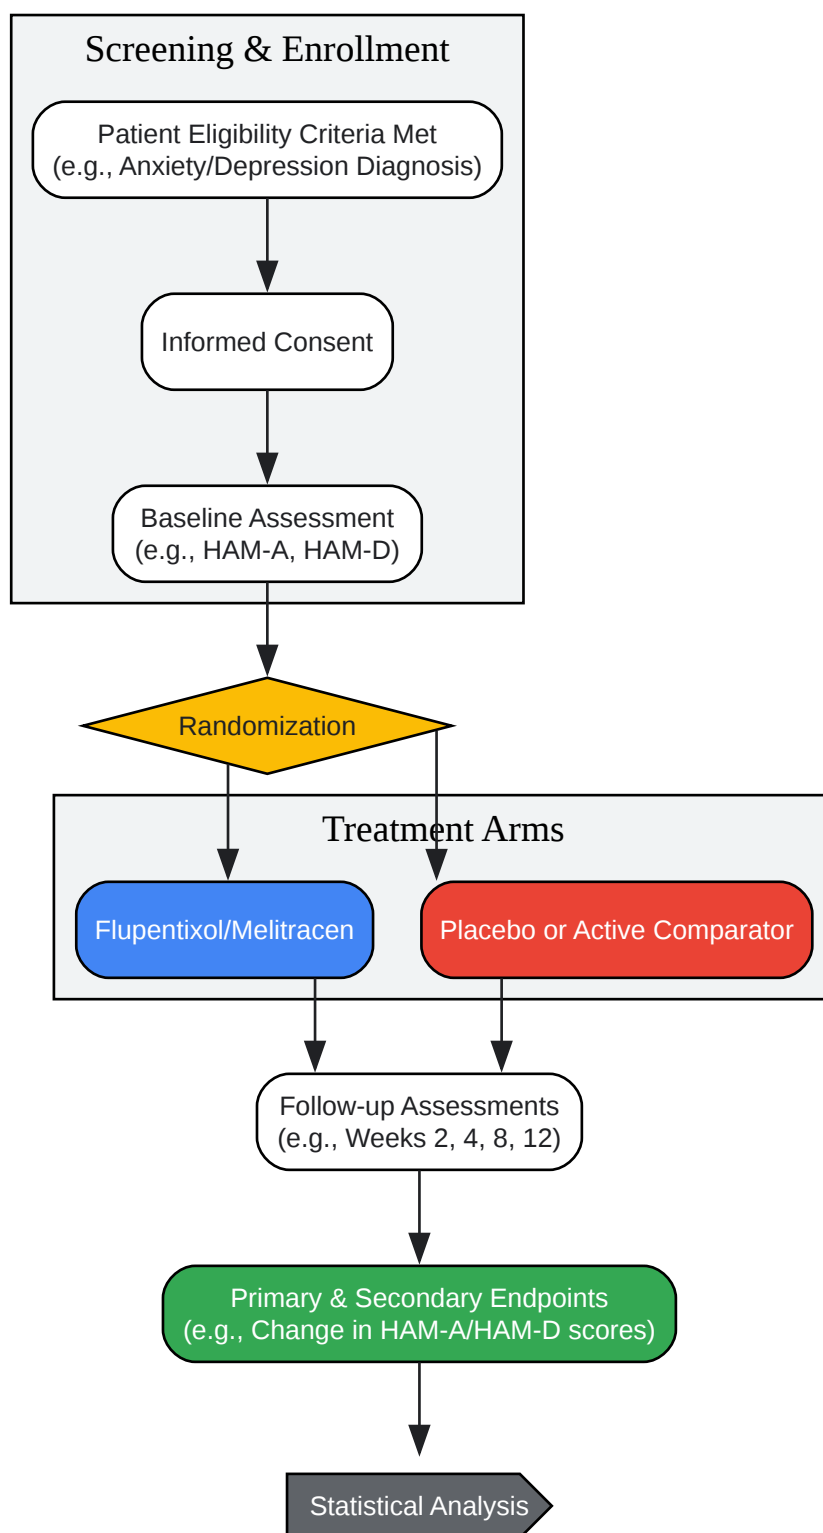 Screening & Enrollment
Patient Eligibility Criteria Met
(e.g., Anxiety/Depression Diagnosis)
Informed Consent
Baseline Assessment
(e.g., HAM-A, HAM-D)
Randomization
Treatment Arms
Flupentixol/Melitracen
Placebo or Active Comparator
Follow-up Assessments
(e.g., Weeks 2, 4, 8, 12)
Primary & Secondary Endpoints
(e.g., Change in HAM-A/HAM-D scores)
Statistical Analysis